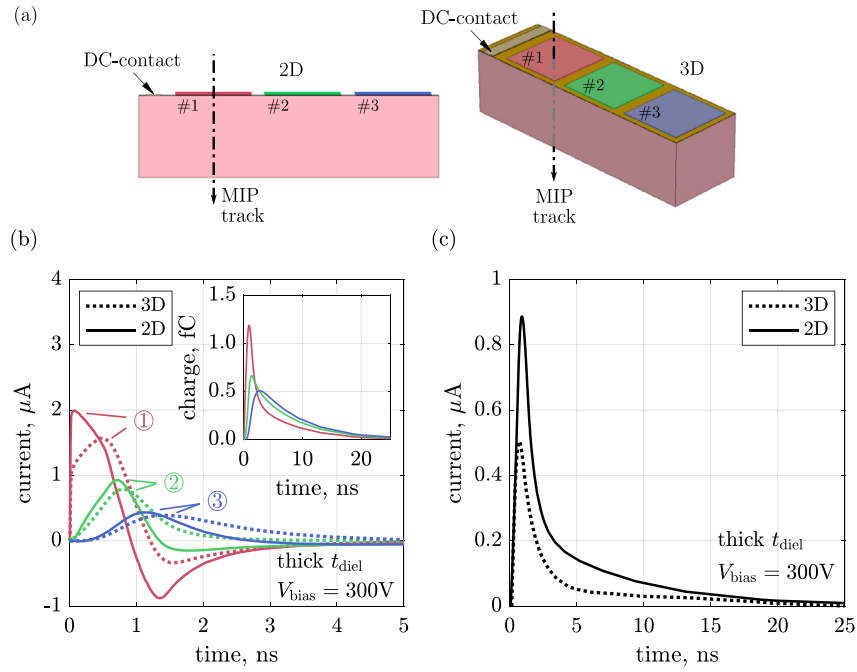 (a)
DC-contact
2D
#1
#2
#3
MIP
track
DC-contact
3D
#1
#2
#3
MIP
track
(b)
4
3
2
1
0
-1
current, μA
3D
2D
①
②
③
1.5
1.0
0.5
0.0
charge, fC
0
10
20
time, ns
thick t_diel
V_bias = 300V
0
1
2
3
4
5
time, ns
(c)
1
0.8
0.6
0.4
0.2
0
current, μA
3D
2D
thick t_diel
V_bias = 300V
0
5
10
15
20
25
time, ns